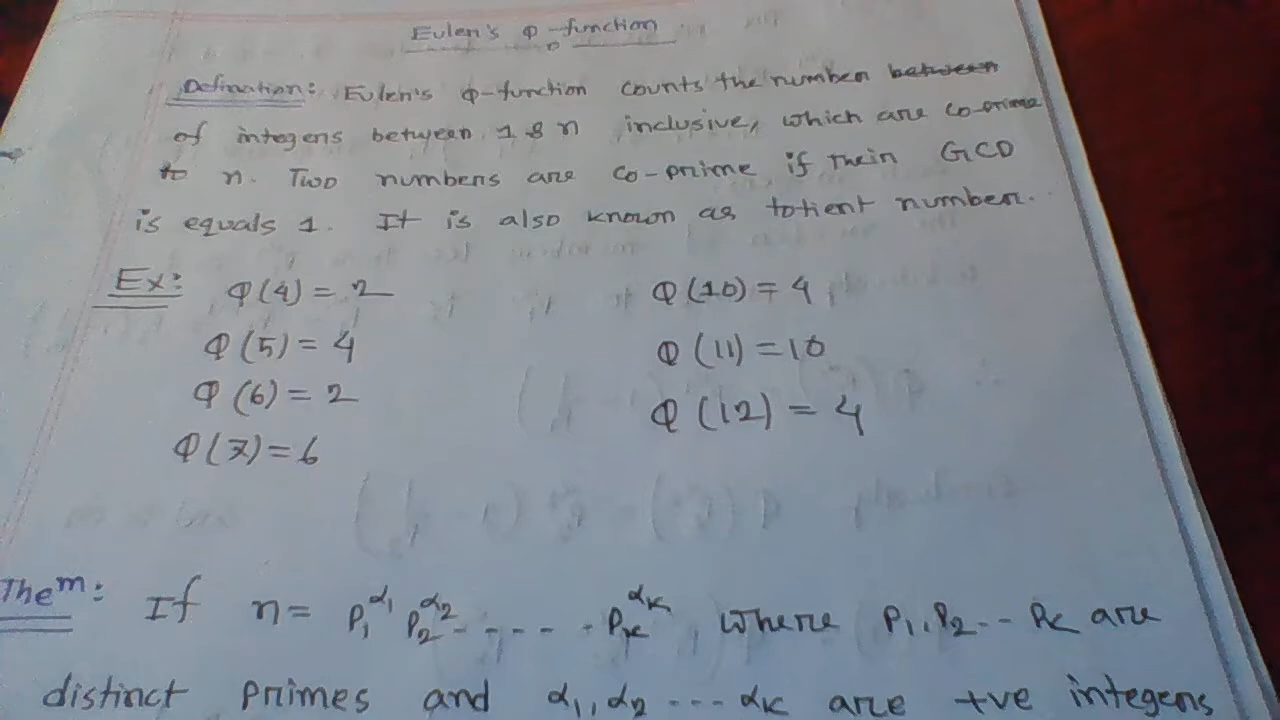 Euler's φ-function
Defination: Euler's φ-function counts the number between
of integers between 1 & n inclusive, which are co-prime
to n. Two numbers are co-prime if their GCD
is equals 1. It is also known as totient number.
Ex: φ(4) = 2 φ(10) = 4
φ(5) = 4 φ(11) = 10
φ(6) = 2 φ(12) = 4
φ(7) = 6
Theᵐ: If n = p₁^α₁ p₂^α₂ ----- pₖ^αₖ, where p₁, p₂ -- pₖ are
distinct primes and α₁, α₂ --- αₖ are +ve integers